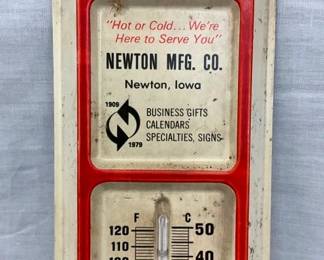 "Hot or Cold... We're
Here to Serve You"
NEWTON MFG. CO.
Newton, Iowa
1909
1979
BUSINESS GIFTS
CALENDARS
SPECIALTIES, SIGNS
F C
120 50
110
100 40